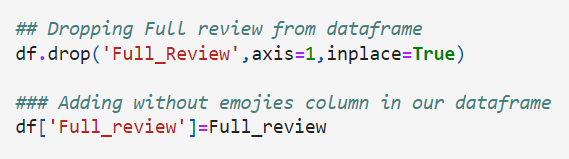 ## Dropping Full review from dataframe
df.drop('Full_Review',axis=1,inplace=True)
### Adding without emojies column in our dataframe
df['Full_review']=Full_review